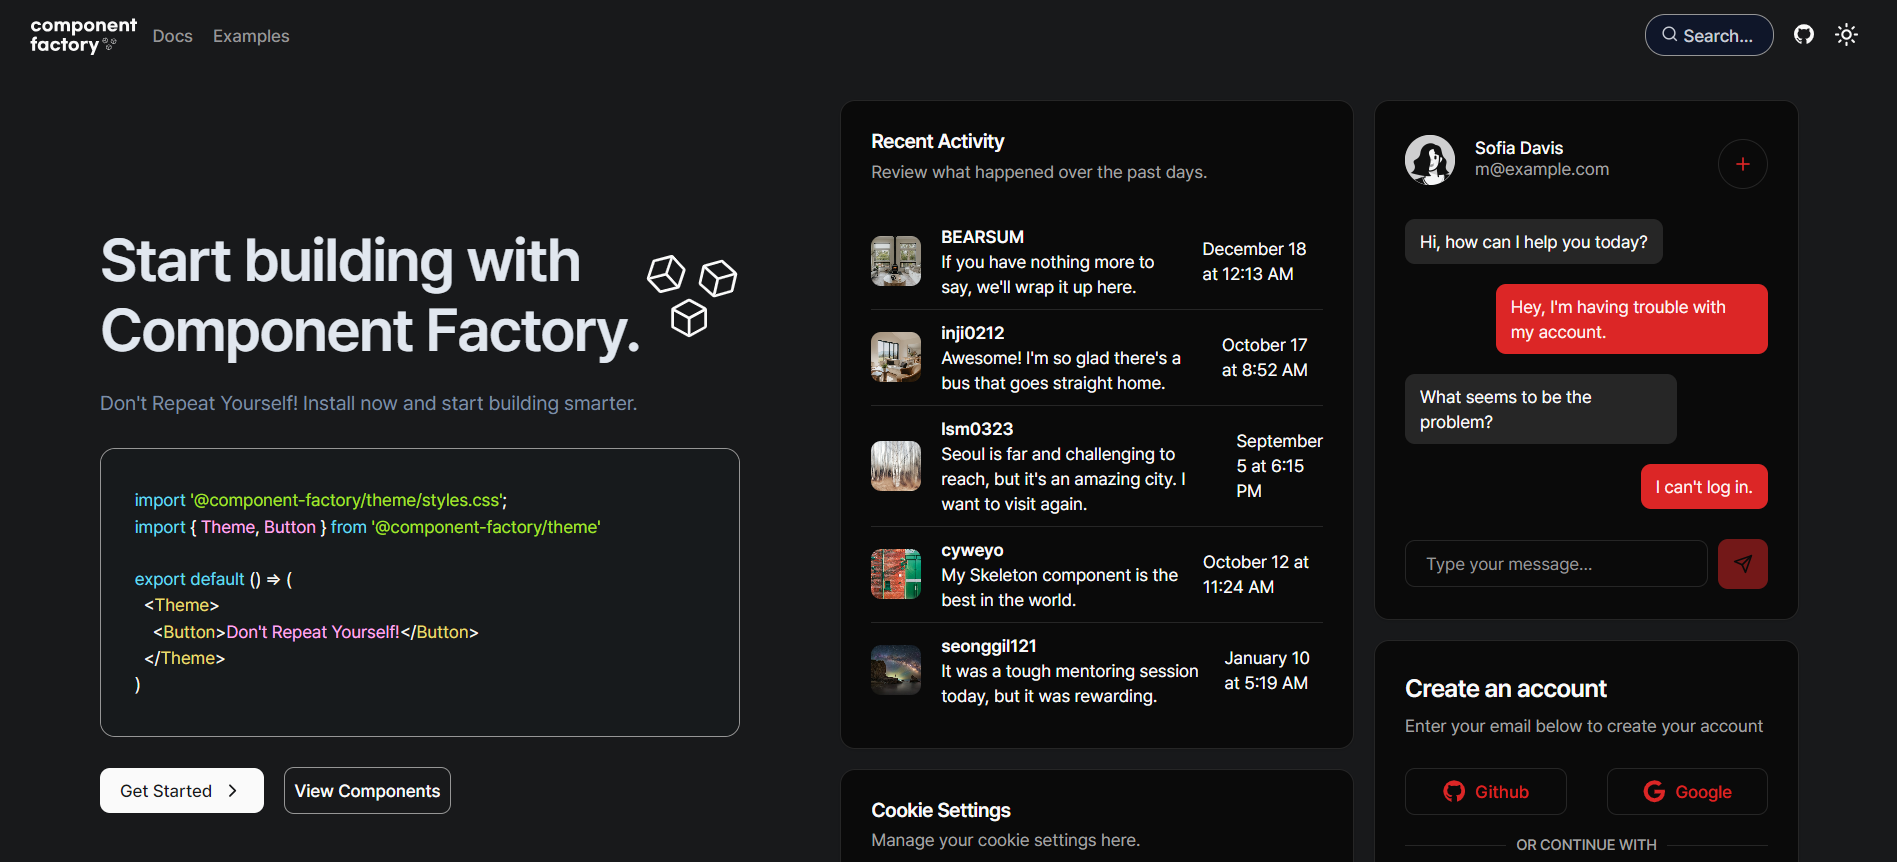 component
factory
Docs
Examples
Search...
Start building with
Component Factory.
Don't Repeat Yourself! Install now and start building smarter.
import '@component-factory/theme/styles.css';
import { Theme, Button } from '@component-factory/theme'
export default () => (
<Theme>
<Button>Don't Repeat Yourself!</Button>
</Theme>
)
Get Started
View Components
Recent Activity
Review what happened over the past days.
BEARSUM
If you have nothing more to
say, we'll wrap it up here.
December 18
at 12:13 AM
inji0212
Awesome! I'm so glad there's a
bus that goes straight home.
October 17
at 8:52 AM
lsm0323
Seoul is far and challenging to
reach, but it's an amazing city. I
want to visit again.
September
5 at 6:15
PM
cyweyo
My Skeleton component is the
best in the world.
October 12 at
11:24 AM
seonggil121
It was a tough mentoring session
today, but it was rewarding.
January 10
at 5:19 AM
Cookie Settings
Manage your cookie settings here.
Sofia Davis
m@example.com
Hi, how can I help you today?
Hey, I'm having trouble with
my account.
What seems to be the
problem?
I can't log in.
Type your message...
Create an account
Enter your email below to create your account
Github
Google
OR CONTINUE WITH